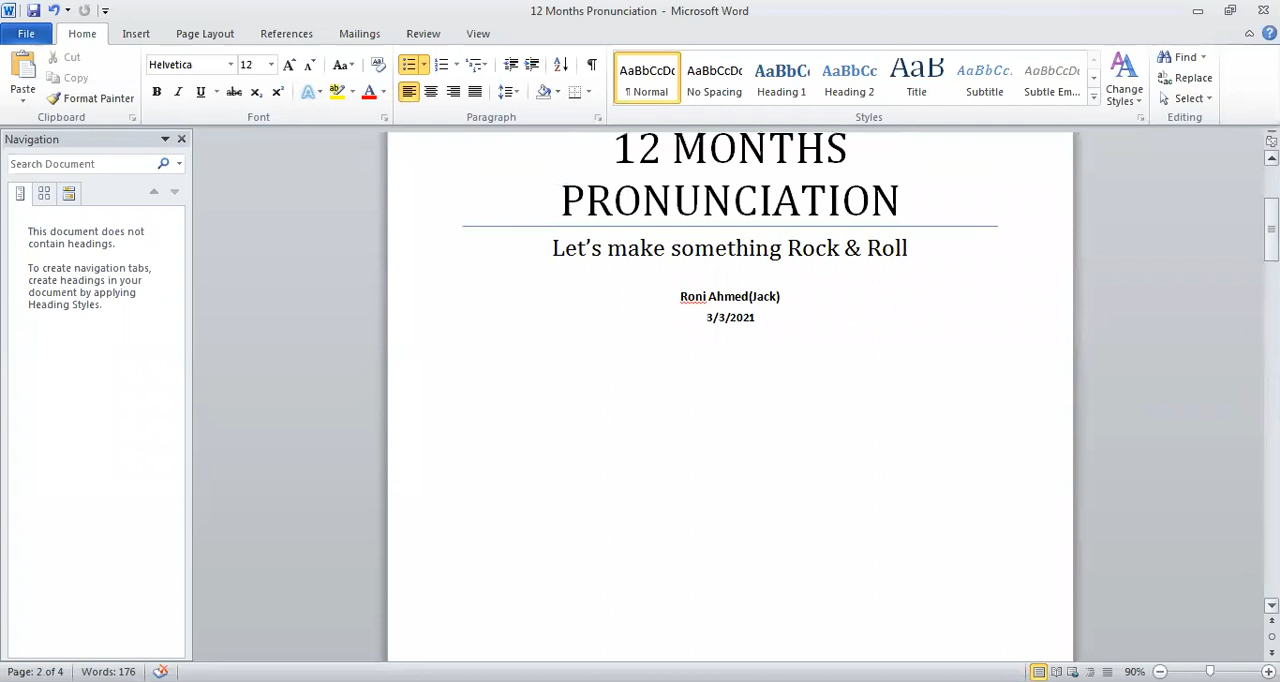 12 Months Pronunciation - Microsoft Word
File Home Insert Page Layout References Mailings Review View
Paste
Cut
Copy
Format Painter
Clipboard
Helvetica 12
Font
Paragraph
AaBbCcDc AaBbCcDc AaBbC AaBbCc AaB AaBbCc. AaBbCcDc
¶ Normal No Spacing Heading 1 Heading 2 Title Subtitle Subtle Em...
Change Styles
Styles
Find
Replace
Select
Editing
Navigation
Search Document
This document does not
contain headings.
To create navigation tabs,
create headings in your
document by applying
Heading Styles.
12 MONTHS
PRONUNCIATION
Let’s make something Rock & Roll
Roni Ahmed(Jack)
3/3/2021
Page: 2 of 4 Words: 176 90%